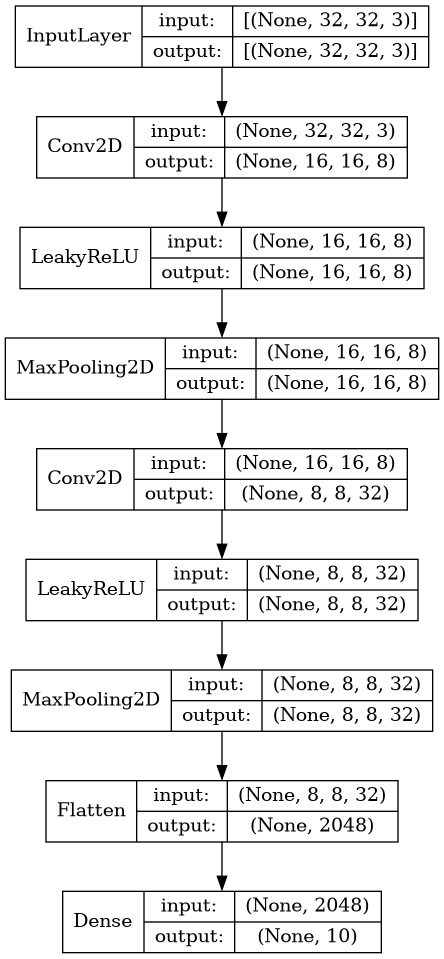 InputLayer
input: [(None, 32, 32, 3)]
output: [(None, 32, 32, 3)]
Conv2D
input: (None, 32, 32, 3)
output: (None, 16, 16, 8)
LeakyReLU
input: (None, 16, 16, 8)
output: (None, 16, 16, 8)
MaxPooling2D
input: (None, 16, 16, 8)
output: (None, 16, 16, 8)
Conv2D
input: (None, 16, 16, 8)
output: (None, 8, 8, 32)
LeakyReLU
input: (None, 8, 8, 32)
output: (None, 8, 8, 32)
MaxPooling2D
input: (None, 8, 8, 32)
output: (None, 8, 8, 32)
Flatten
input: (None, 8, 8, 32)
output: (None, 2048)
Dense
input: (None, 2048)
output: (None, 10)